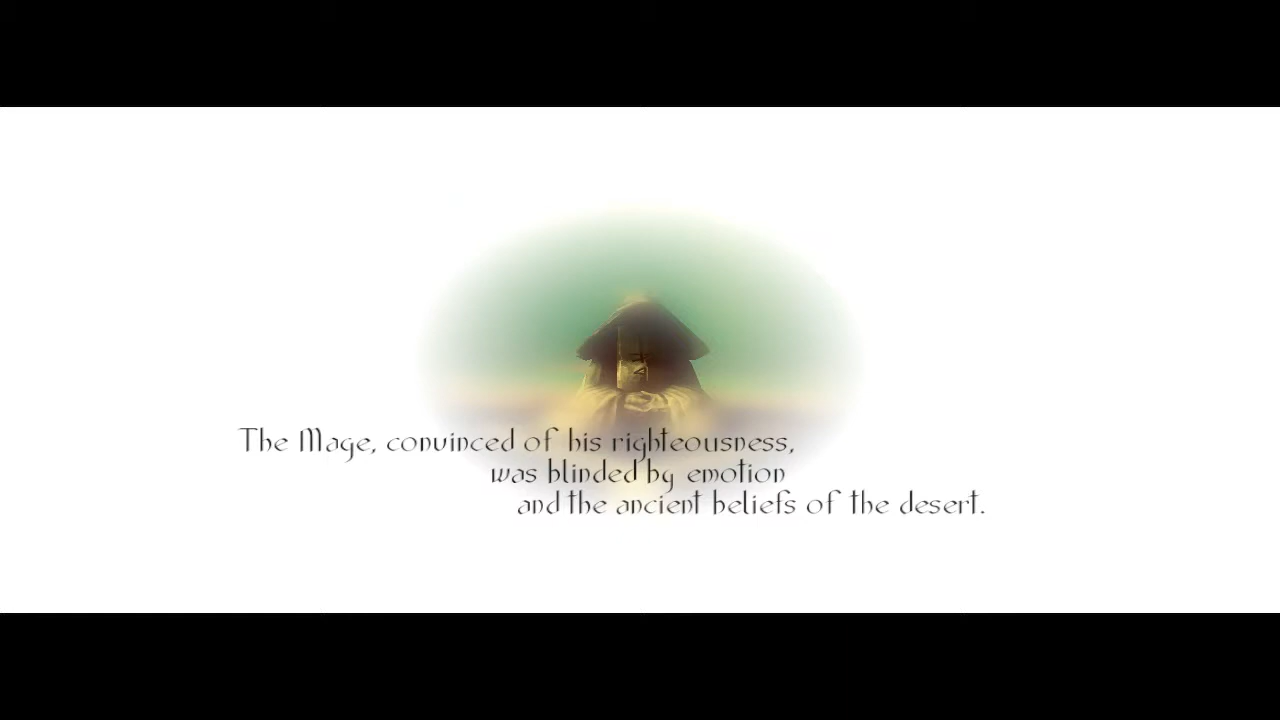 The Mage, convinced of his righteousness,
was blinded by emotion
and the ancient beliefs of the desert.